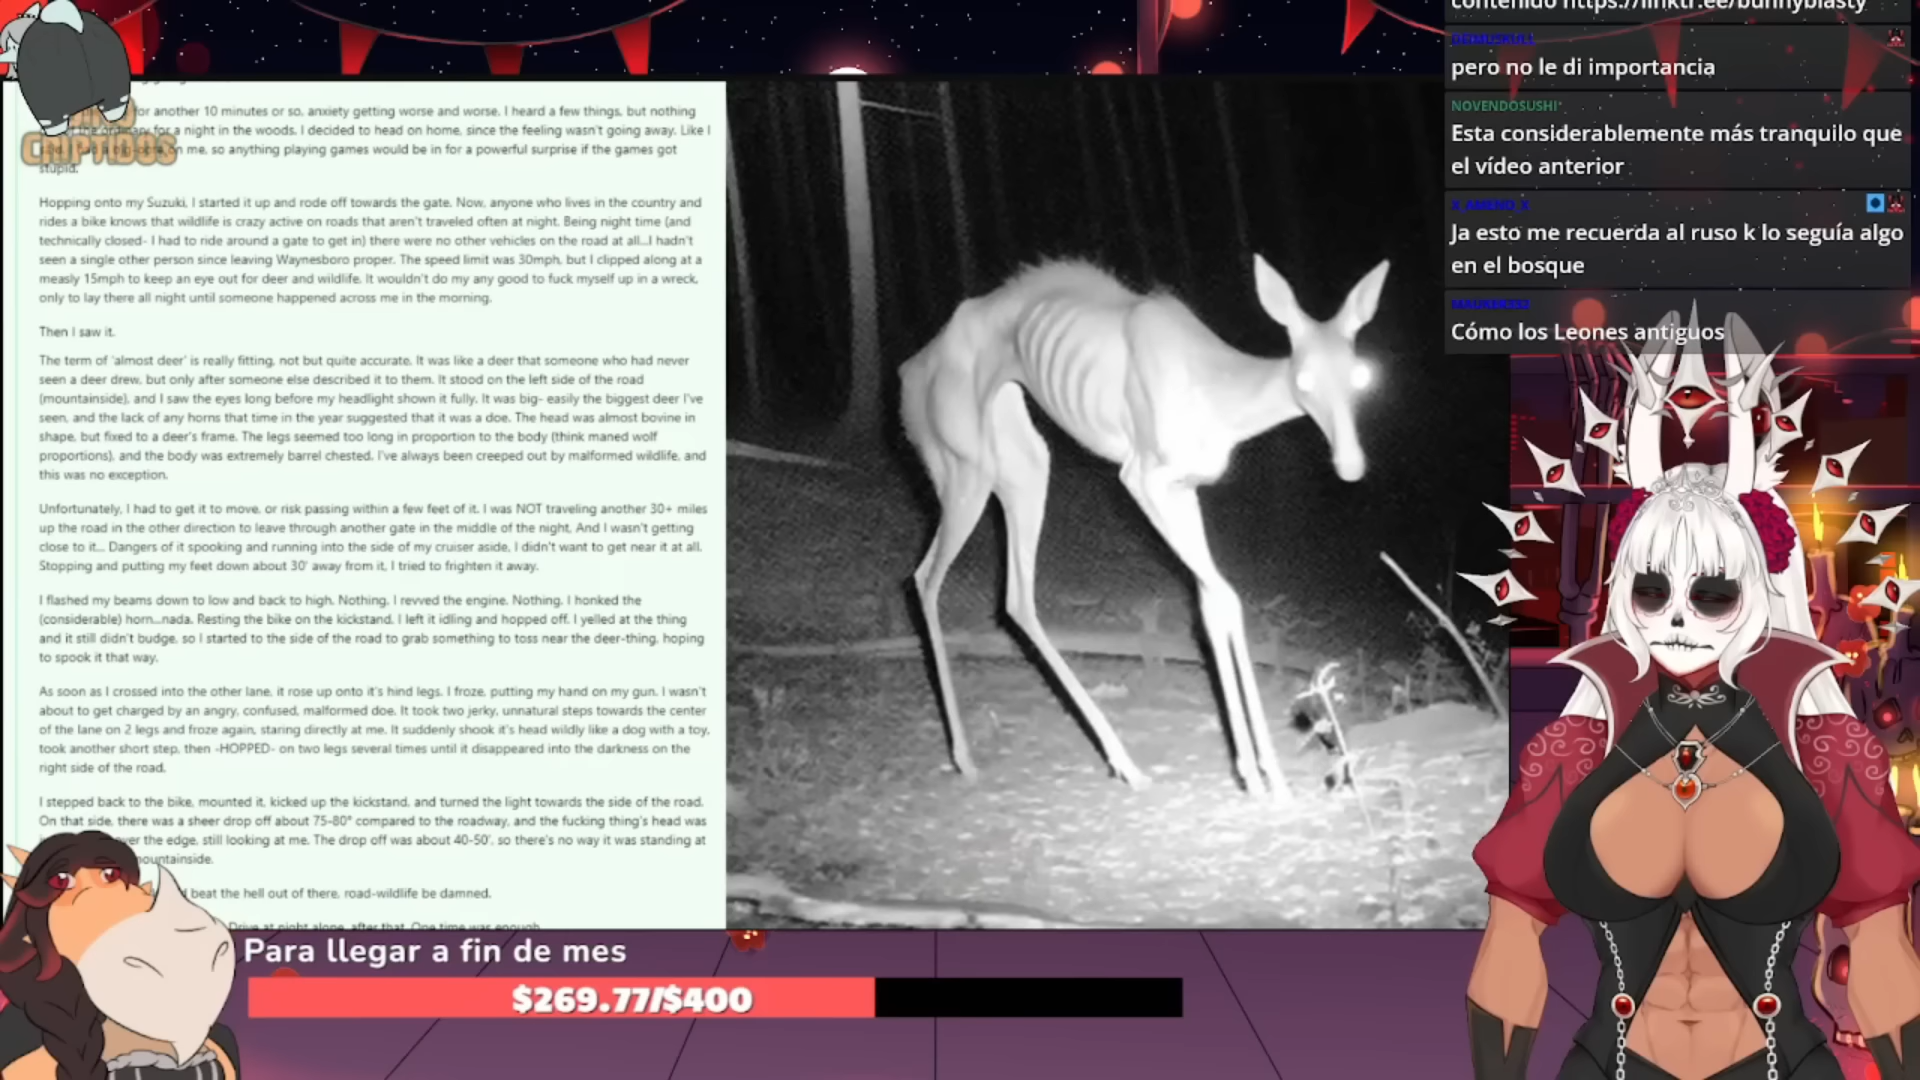 for another 10 minutes or so, anxiety getting worse and worse. I heard a few things, but nothing
the ordinary for a night in the woods. I decided to head on home, since the feeling wasn't going away. Like I
on me, so anything playing games would be in for a powerful surprise if the games got
stupid.
CRIPTIDOS
Hopping onto my Suzuki, I started it up and rode off towards the gate. Now, anyone who lives in the country and
rides a bike knows that wildlife is crazy active on roads that aren't traveled often at night. Being night time (and
technically closed- I had to ride around a gate to get in) there were no other vehicles on the road at all...I hadn't
seen a single other person since leaving Waynesboro proper. The speed limit was 30mph, but I clipped along at a
measly 15mph to keep an eye out for deer and wildlife. It wouldn't do my any good to fuck myself up in a wreck,
only to lay there all night until someone happened across me in the morning.
Then I saw it.
The term of 'almost deer' is really fitting, not but quite accurate. It was like a deer that someone who had never
seen a deer drew, but only after someone else described it to them. It stood on the left side of the road
(mountainside), and I saw the eyes long before my headlight shown it fully. It was big- easily the biggest deer I've
seen, and the lack of any horns that time in the year suggested that it was a doe. The head was almost bovine in
shape, but fixed to a deer's frame. The legs seemed too long in proportion to the body (think maned wolf
proportions), and the body was extremely barrel chested. I've always been creeped out by malformed wildlife, and
this was no exception.
Unfortunately, I had to get it to move, or risk passing within a few feet of it. I was NOT traveling another 30+ miles
up the road in the other direction to leave through another gate in the middle of the night, And I wasn't getting
close to it... Dangers of it spooking and running into the side of my cruiser aside, I didn't want to get near it at all.
Stopping and putting my feet down about 30' away from it, I tried to frighten it away.
I flashed my beams down to low and back to high. Nothing. I revved the engine. Nothing. I honked the
(considerable) horn...nada. Resting the bike on the kickstand, I left it idling and hopped off. I yelled at the thing
and it still didn't budge, so I started to the side of the road to grab something to toss near the deer-thing, hoping
to spook it that way.
As soon as I crossed into the other lane, it rose up onto it's hind legs. I froze, putting my hand on my gun. I wasn't
about to get charged by an angry, confused, malformed doe. It took two jerky, unnatural steps towards the center
of the lane on 2 legs and froze again, staring directly at me. It suddenly shook it's head wildly like a dog with a toy,
took another short step, then -HOPPED- on two legs several times until it disappeared into the darkness on the
right side of the road.
I stepped back to the bike, mounted it, kicked up the kickstand, and turned the light towards the side of the road.
On that side, there was a sheer drop off about 75-80° compared to the roadway, and the fucking thing's head was
over the edge, still looking at me. The drop off was about 40-50', so there's no way it was standing at
mountainside.
I beat the hell out of there, road-wildlife be damned.
Drive at night alone, after that. One time was enough.
Para llegar a fin de mes
$269.77/$400
contenido https://linktr.ee/bunnyblasty
DEIMUSKULL
pero no le di importancia
NOVENDOSUSHI
Esta considerablemente más tranquilo que
el vídeo anterior
X_AMEND_X
Ja esto me recuerda al ruso k lo seguía algo
en el bosque
Cómo los Leones antiguos